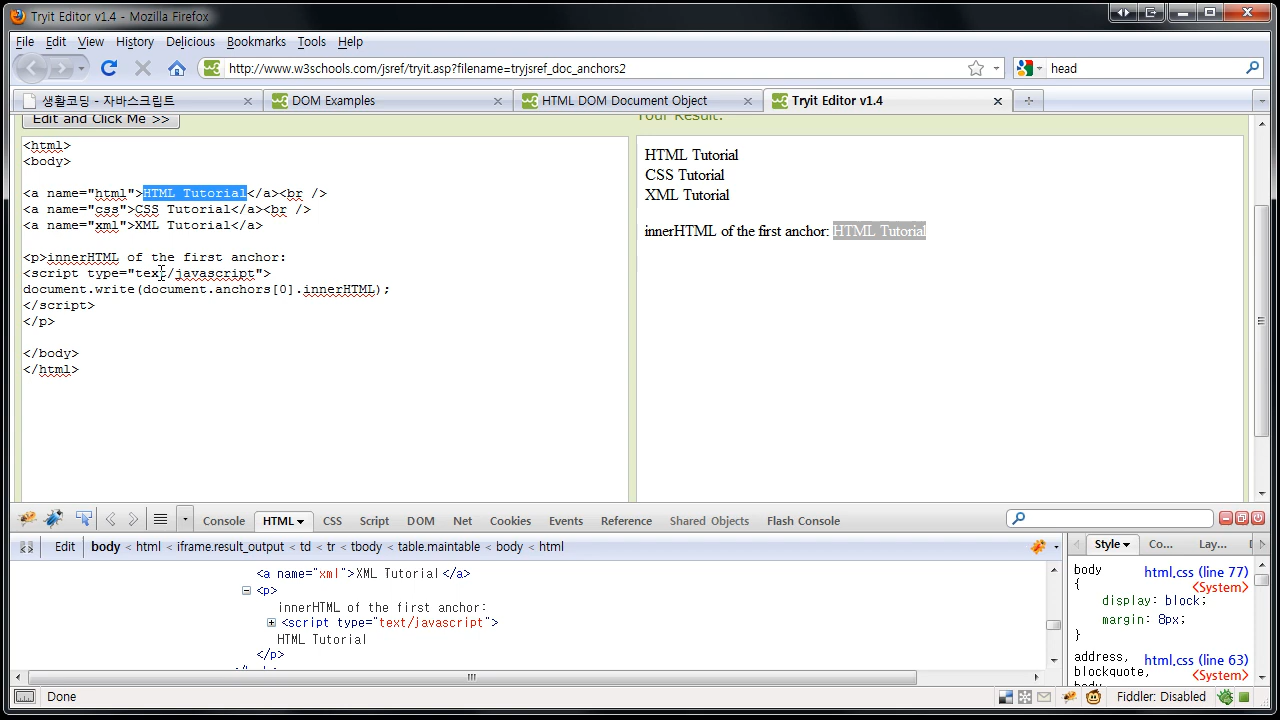 Tryit Editor v1.4 - Mozilla Firefox
File Edit View History Delicious Bookmarks Tools Help
http://www.w3schools.com/jsref/tryit.asp?filename=tryjsref_doc_anchors2
head
생활코딩 - 자바스크립트
DOM Examples
HTML DOM Document Object
Tryit Editor v1.4
Edit and Click Me >>
Your Result:
<html>
<body>
<a name="html">HTML Tutorial</a><br />
<a name="css">CSS Tutorial</a><br />
<a name="xml">XML Tutorial</a>
<p>innerHTML of the first anchor:
<script type="text/javascript">
document.write(document.anchors[0].innerHTML);
</script>
</p>
</body>
</html>
HTML Tutorial
CSS Tutorial
XML Tutorial
innerHTML of the first anchor: HTML Tutorial
Console HTML CSS Script DOM Net Cookies Events Reference Shared Objects Flash Console
Edit body < html < iframe.result_output < td < tr < tbody < table.maintable < body < html
<a name="xml">XML Tutorial</a>
<p>
innerHTML of the first anchor:
<script type="text/javascript">
HTML Tutorial
</p>
Style Co... Lay...
body html.css (line 77)
{ <System>
display: block;
margin: 8px;
}
address, html.css (line 63)
blockquote, <System>
body
Done
Fiddler: Disabled